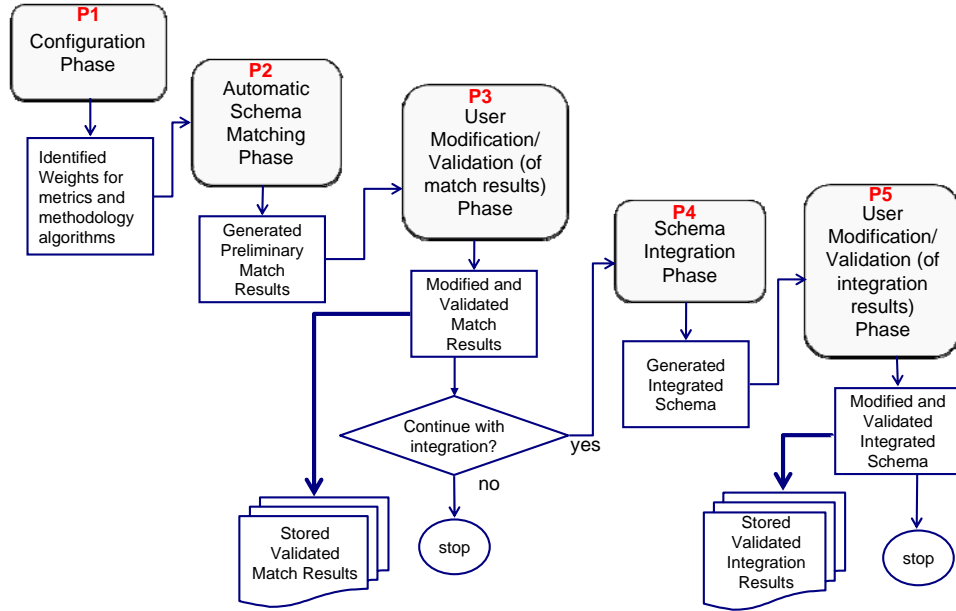 P1
Configuration
Phase
Identified
Weights for
metrics and
methodology
algorithms
P2
Automatic
Schema
Matching
Phase
Generated
Preliminary
Match
Results
P3
User
Modification/
Validation (of
match results)
Phase
Modified and
Validated
Match
Results
Continue with
integration?
yes
no
stop
Stored
Validated
Match Results
P4
Schema
Integration
Phase
Generated
Integrated
Schema
P5
User
Modification/
Validation (of
integration
results)
Phase
Modified and
Validated
Integrated
Schema
Stored
Validated
Integration
Results
stop